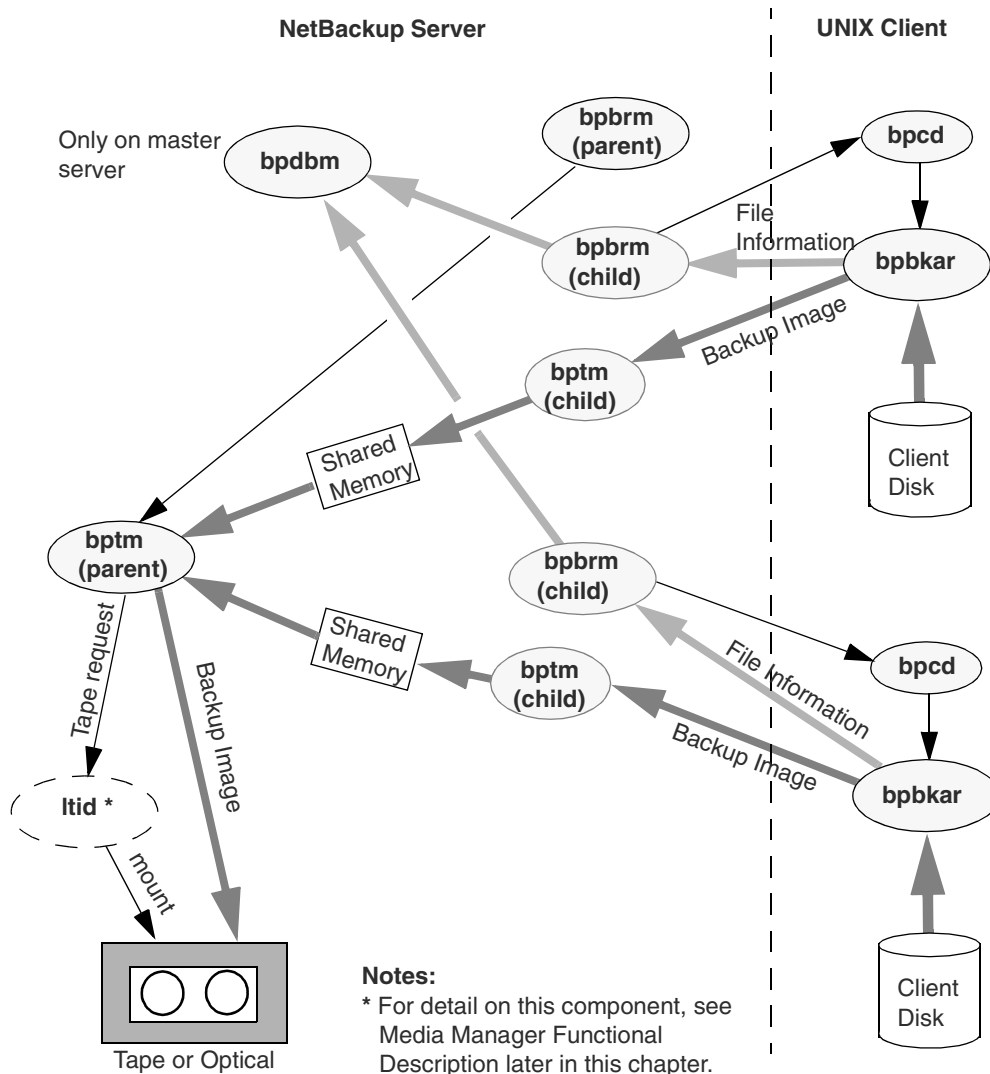 NetBackup Server
UNIX Client
Only on master
server
bpdbm
bpbrm
(parent)
bpcd
File
Information
bpbrm
(child)
bpbkar
Backup Image
bptm
(child)
Shared
Memory
Client
Disk
bptm
(parent)
bpbrm
(child)
Shared
Memory
bptm
(child)
File Information
bpcd
Backup Image
bpbkar
Tape request
Backup Image
ltid *
mount
Client
Disk
Tape or Optical
Notes:
* For detail on this component, see
Media Manager Functional
Description later in this chapter.